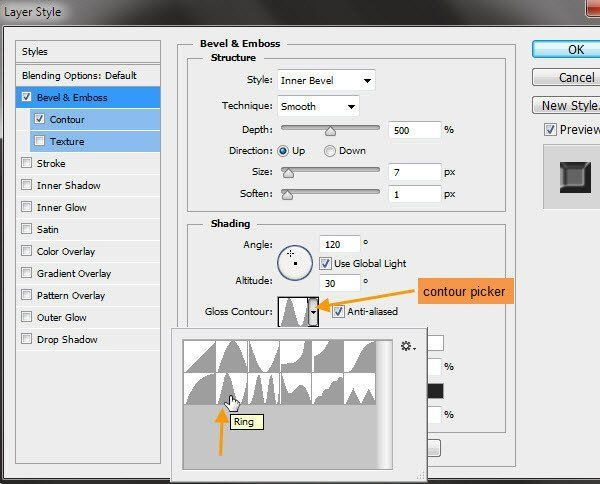 Layer Style
Styles
Blending Options: Default
Bevel & Emboss
Contour
Texture
Stroke
Inner Shadow
Inner Glow
Satin
Color Overlay
Gradient Overlay
Pattern Overlay
Outer Glow
Drop Shadow
Bevel & Emboss
Structure
Style: Inner Bevel
Technique: Smooth
Depth: 500 %
Direction: Up Down
Size: 7 px
Soften: 1 px
Shading
Angle: 120 °
Use Global Light
Altitude: 30 °
Gloss Contour: Anti-aliased
%
%
Ring
contour picker
OK
Cancel
New Style...
Preview